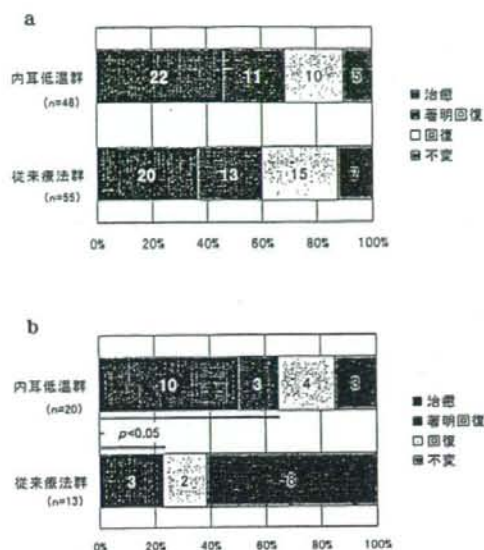 a
内耳低温群
(n=48)
22 11 10 5
従来療法群
(n=55)
20 13 15 7
0% 20% 40% 60% 80% 100%
治癒
著明回復
回復
不変
b
内耳低温群
(n=20)
10 3 4 3
p<0.05
従来療法群
(n=13)
3 2 8
0% 20% 40% 60% 80% 100%
治癒
著明回復
回復
不変